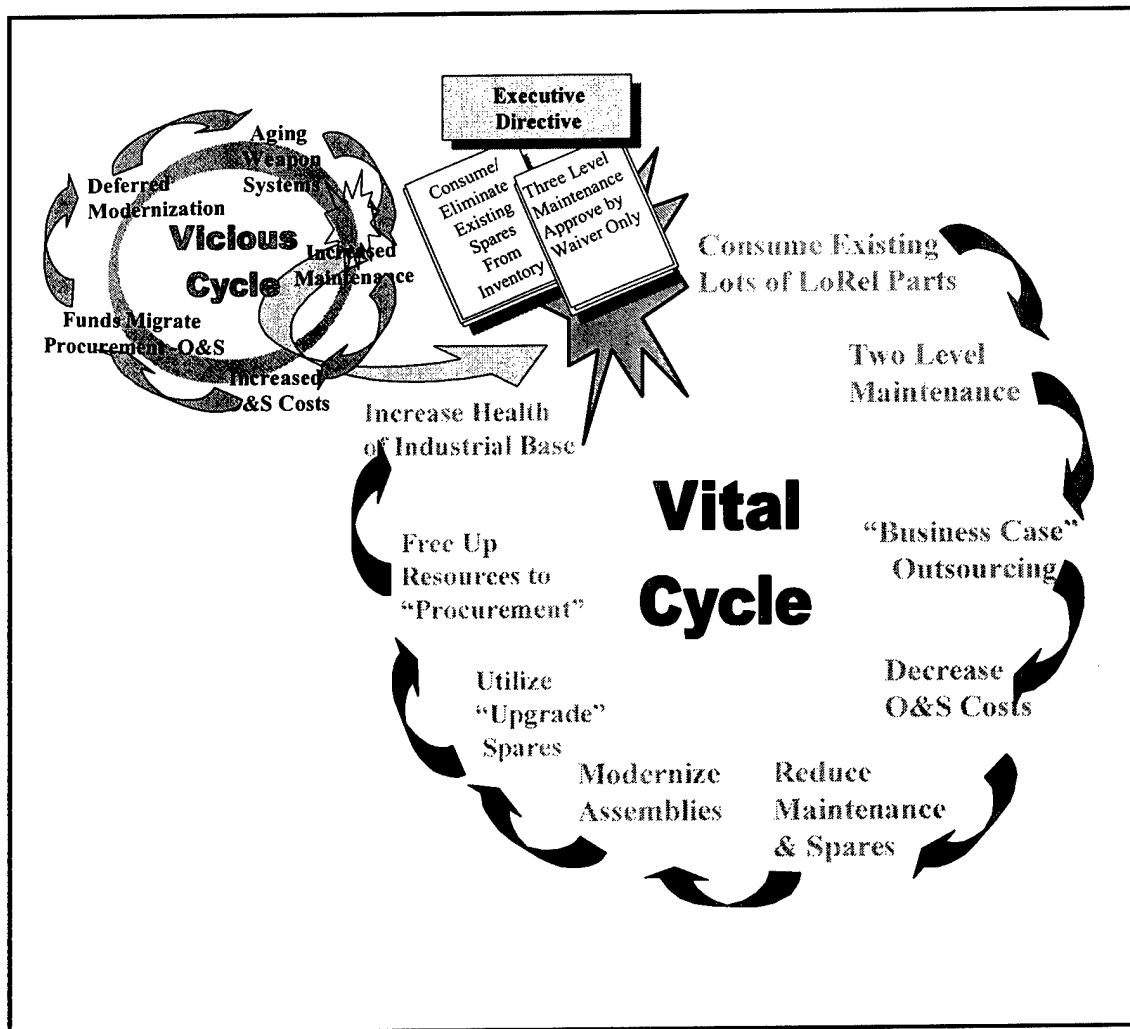 Executive
Directive
Consume/
Eliminate
Existing
Spares
From
Inventory
Three Level
Maintenance
Approve by
Waiver Only
Aging
Weapon
Systems
Deferred
Modernization
Vicious
Cycle
Increased
Maintenance
Funds Migrate
Procurement -O&S
Increased
O&S Costs
Consume Existing
Lots of LoRel Parts
Two Level
Maintenance
“Business Case”
Outsourcing
Decrease
O&S Costs
Reduce
Maintenance
& Spares
Modernize
Assemblies
Utilize
“Upgrade”
Spares
Free Up
Resources to
“Procurement”
Increase Health
of Industrial Base
Vital
Cycle